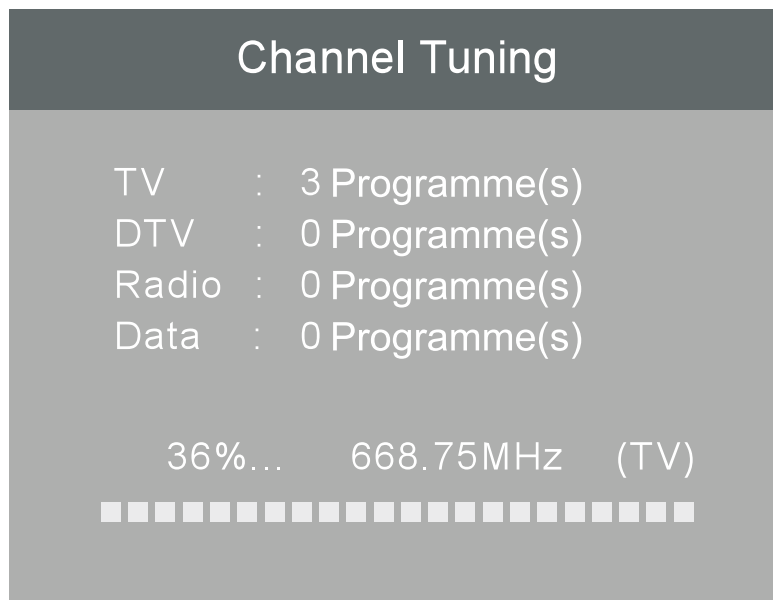 Channel Tuning
TV : 3 Programme(s)
DTV : 0 Programme(s)
Radio : 0 Programme(s)
Data : 0 Programme(s)
36%... 668.75MHz (TV)